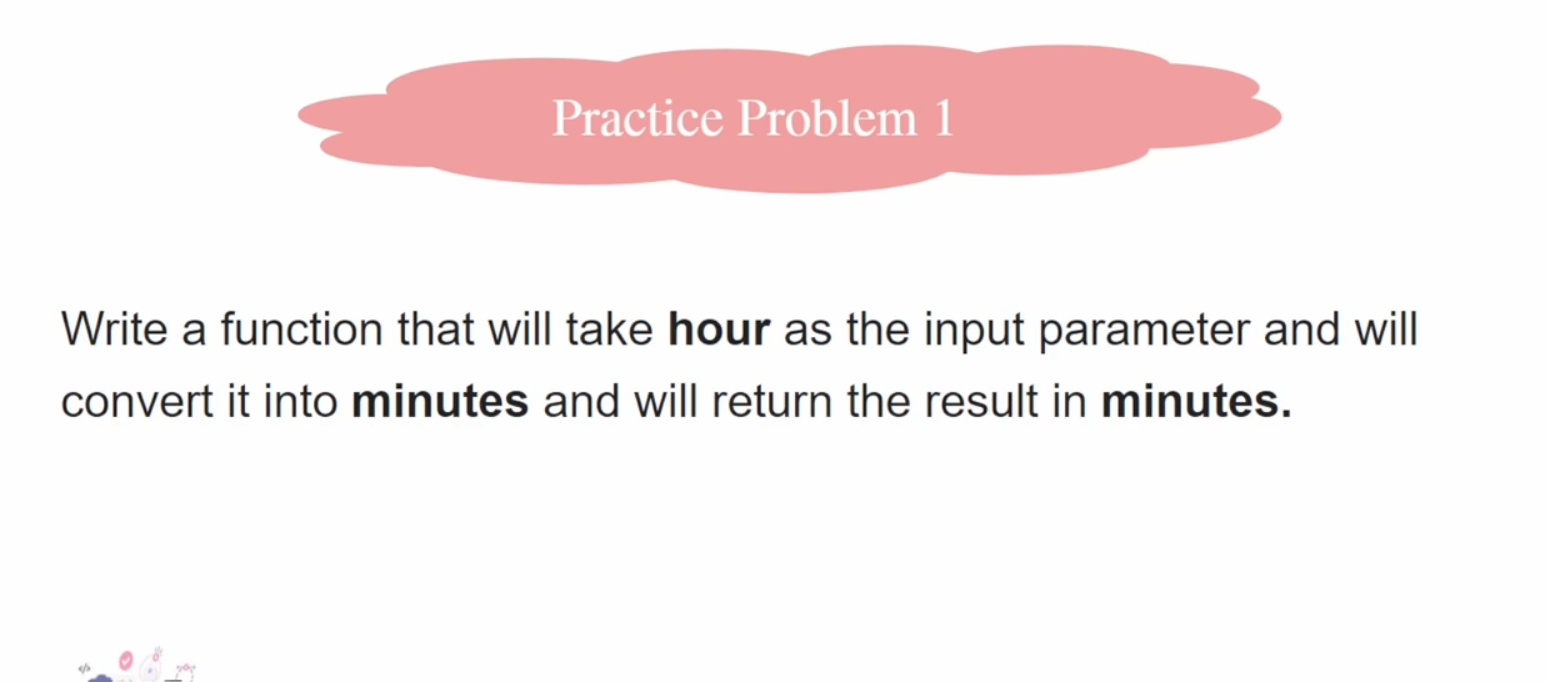 Practice Problem 1
Write a function that will take hour as the input parameter and will
convert it into minutes and will return the result in minutes.